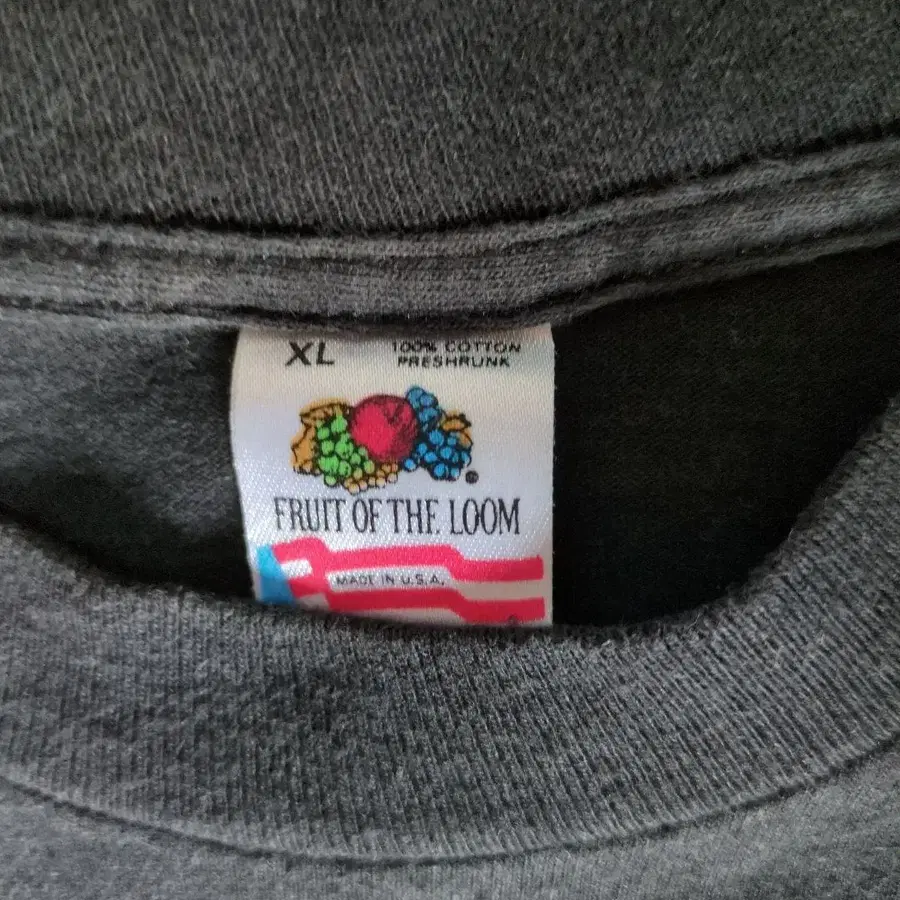 XL
100% COTTON
PRESHRUNK
®
FRUIT OF THE LOOM
MADE IN U.S.A.